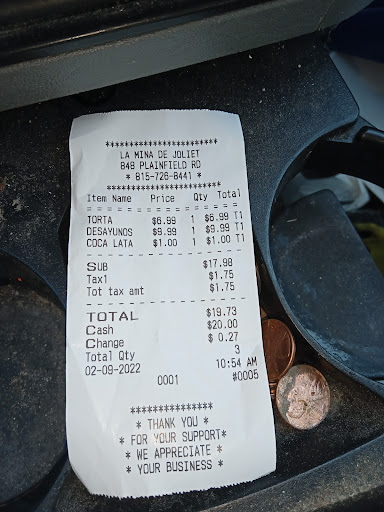 ***********************
LA MINA DE JOLIET
848 PLAINFIELD RD
* 815-726-8441 *
***********************
Item Name Price Qty Total
TORTA $6.99 1 $6.99 T1
DESAYUNOS $9.99 1 $9.99 T1
COCA LATA $1.00 1 $1.00 T1
SUB $17.98
Tax1 $1.75
Tot tax amt $1.75
TOTAL $19.73
Cash $20.00
Change $ 0.27
Total Qty 3
02-09-2022 10:54 AM
0001 #0005
***************
* THANK YOU *
* FOR YOUR SUPPORT*
* WE APPRECIATE *
* YOUR BUSINESS *